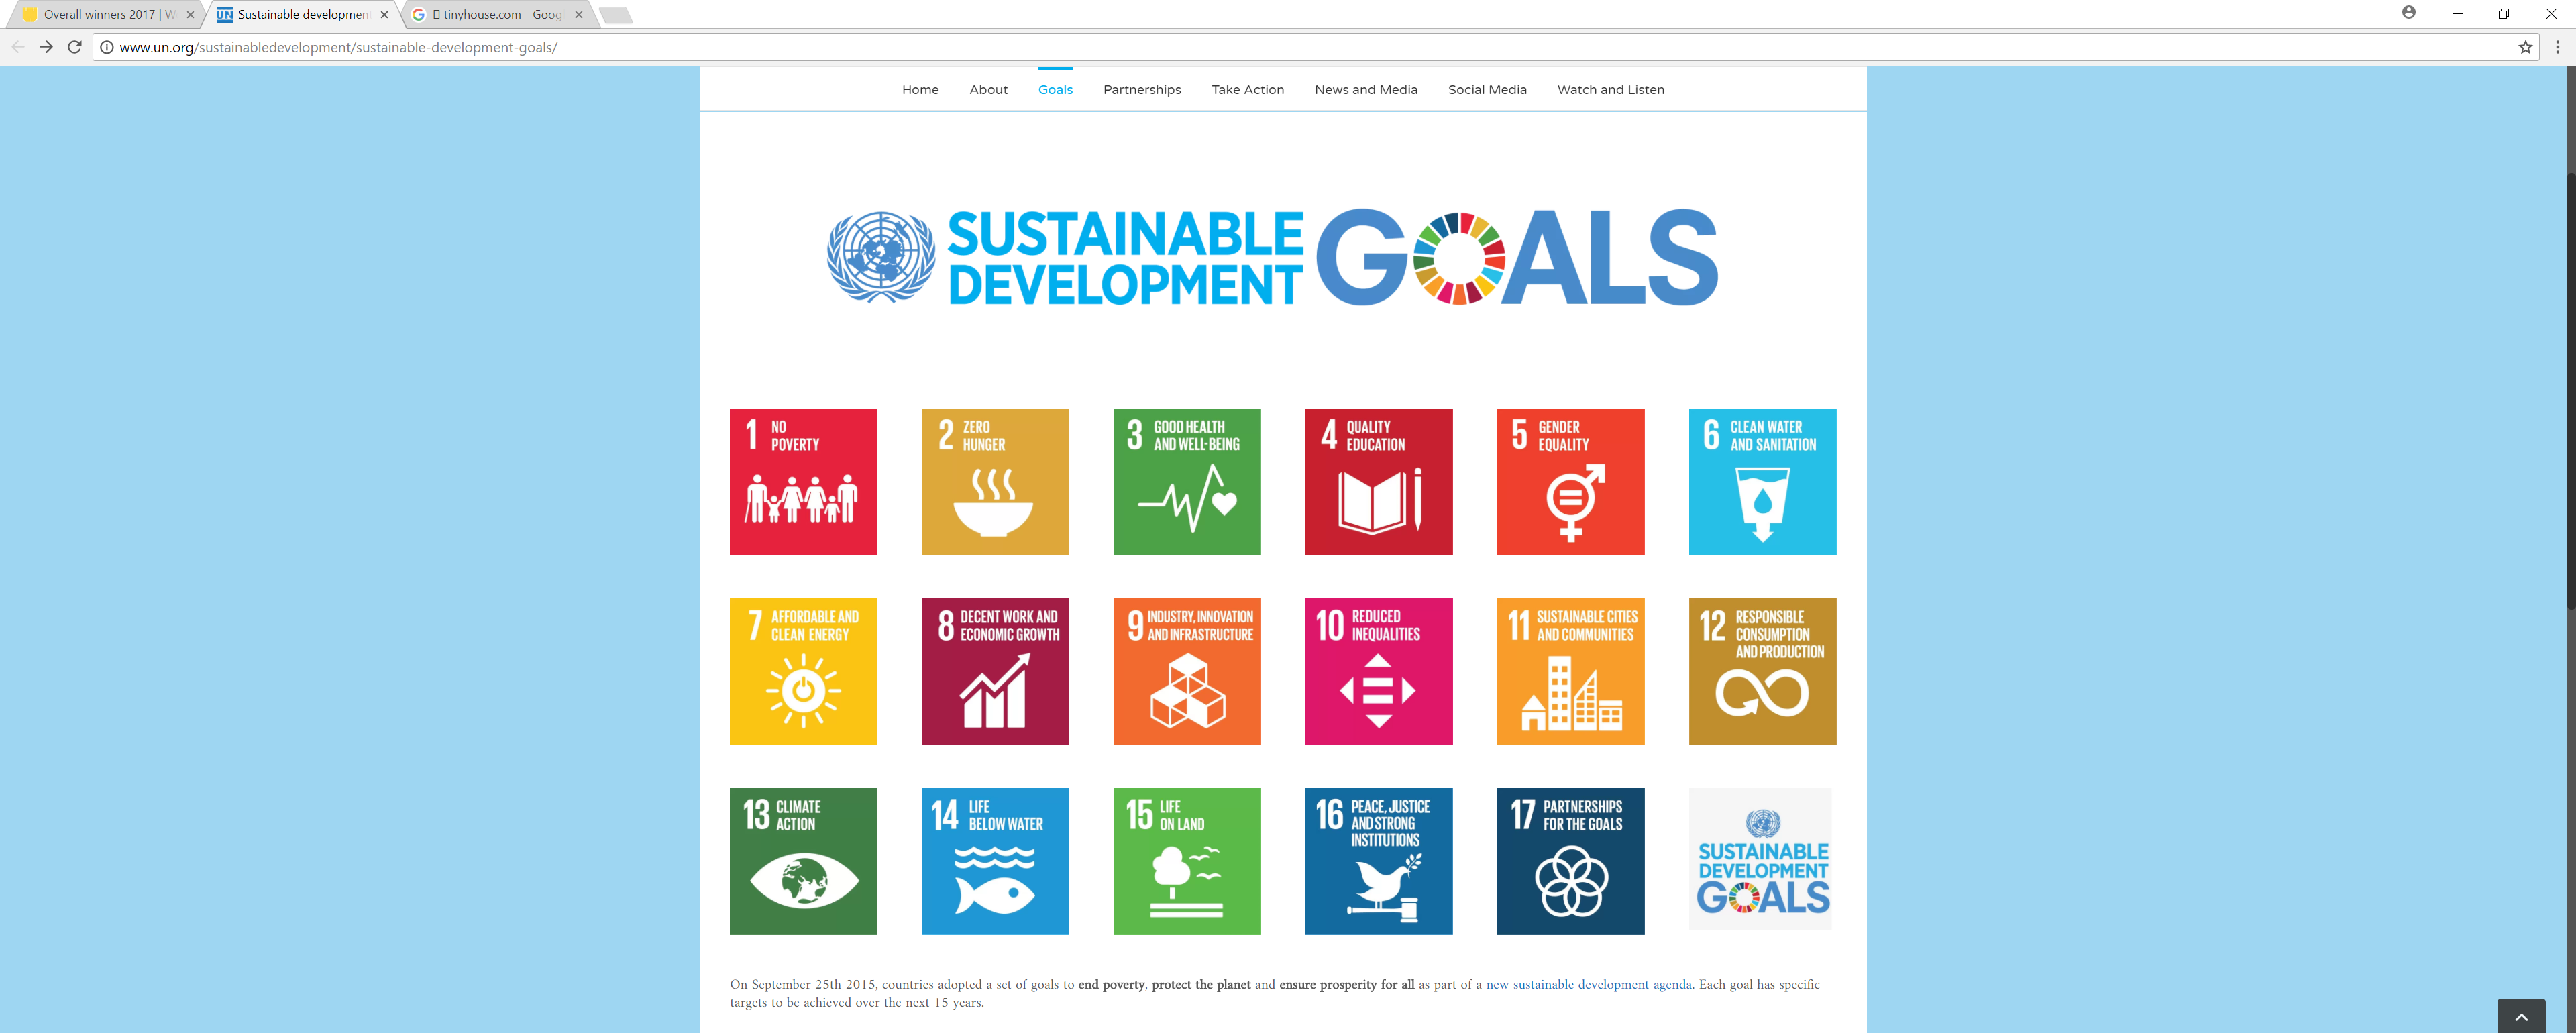 Overall winners 2017 | W
Sustainable development
tinyhouse.com - Goog
www.un.org/sustainabledevelopment/sustainable-development-goals/
Home About Goals Partnerships Take Action News and Media Social Media Watch and Listen
SUSTAINABLE
DEVELOPMENT
GOALS
1 NO
POVERTY
2 ZERO
HUNGER
3 GOOD HEALTH
AND WELL-BEING
4 QUALITY
EDUCATION
5 GENDER
EQUALITY
6 CLEAN WATER
AND SANITATION
7 AFFORDABLE AND
CLEAN ENERGY
8 DECENT WORK AND
ECONOMIC GROWTH
9 INDUSTRY, INNOVATION
AND INFRASTRUCTURE
10 REDUCED
INEQUALITIES
11 SUSTAINABLE CITIES
AND COMMUNITIES
12 RESPONSIBLE
CONSUMPTION
AND PRODUCTION
13 CLIMATE
ACTION
14 LIFE
BELOW WATER
15 LIFE
ON LAND
16 PEACE, JUSTICE
AND STRONG
INSTITUTIONS
17 PARTNERSHIPS
FOR THE GOALS
SUSTAINABLE
DEVELOPMENT
GOALS
On September 25th 2015, countries adopted a set of goals to end poverty, protect the planet and ensure prosperity for all as part of a new sustainable development agenda. Each goal has specific
targets to be achieved over the next 15 years.